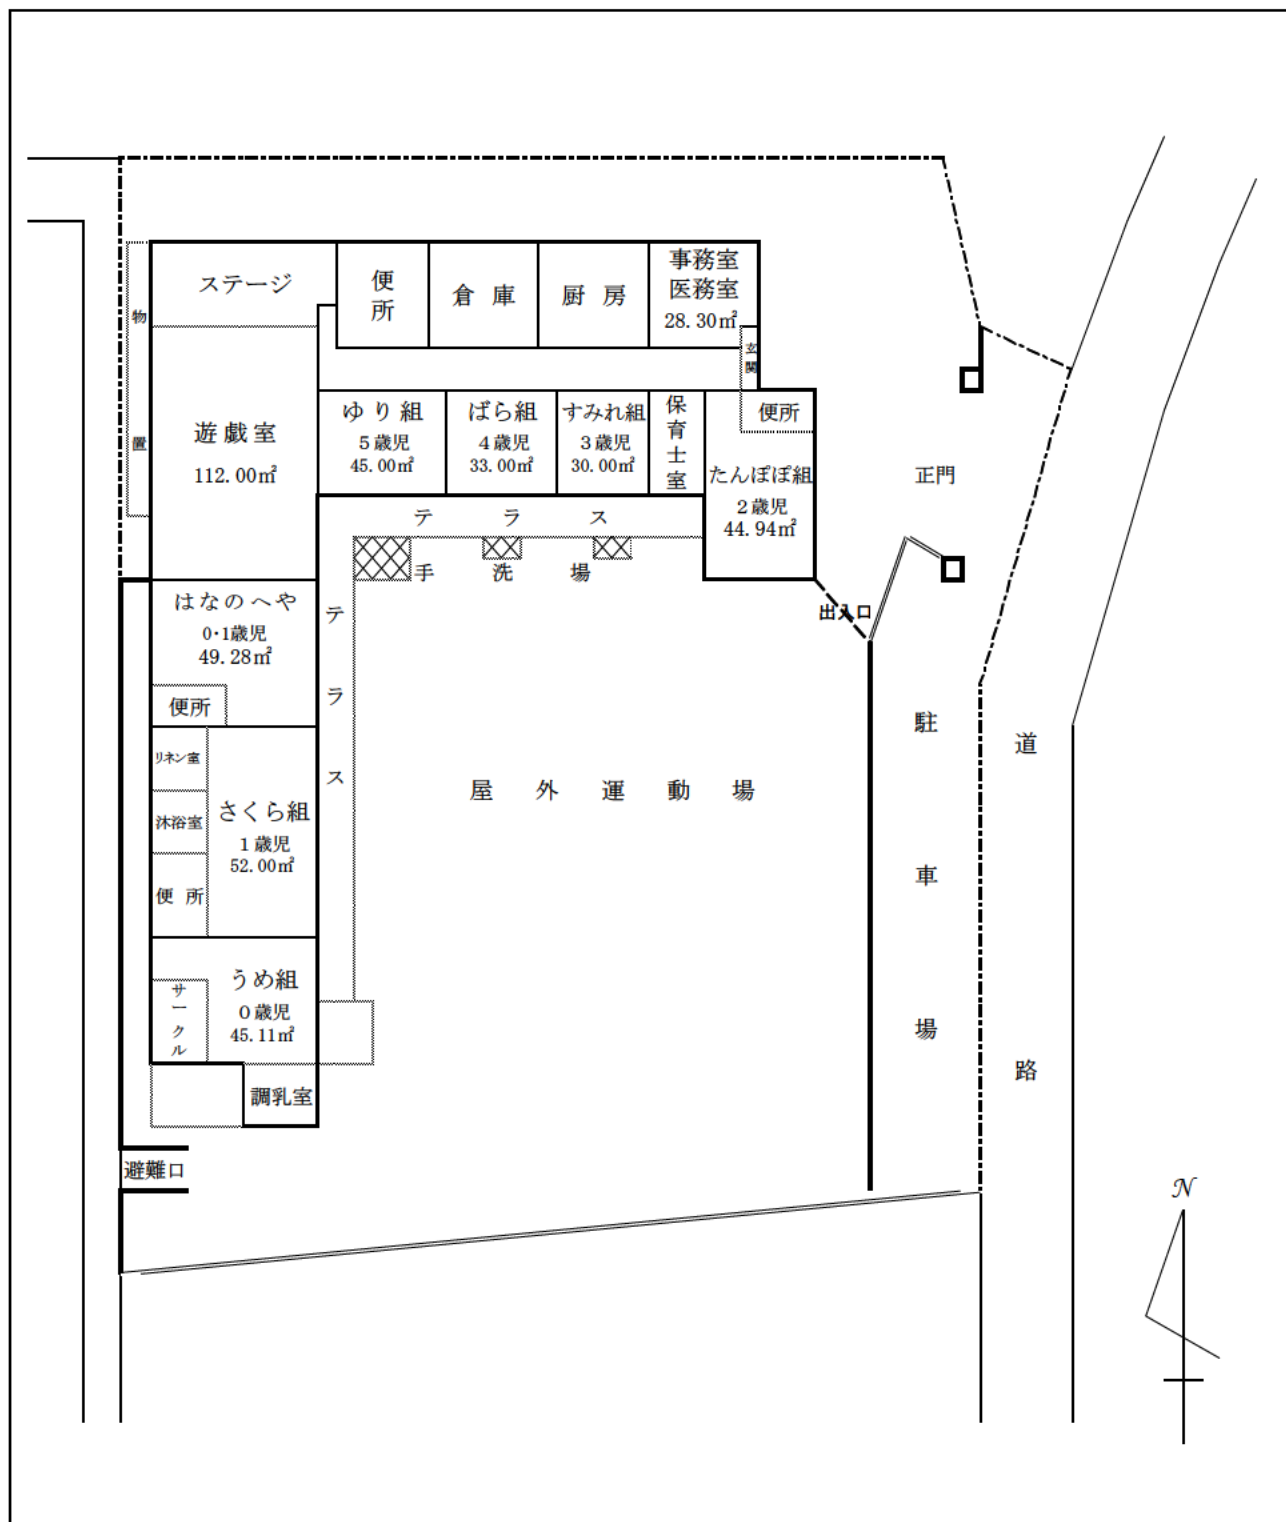 ステージ
便所
倉庫
厨房
事務室
医務室
28.30㎡
物置
玄関
遊戯室
112.00㎡
ゆり組
5歳児
45.00㎡
ばら組
4歳児
33.00㎡
すみれ組
3歳児
30.00㎡
保育士室
便所
たんぽぽ組
2歳児
44.94㎡
正門
テラス
手洗場
出入口
はなのへや
0・1歳児
49.28㎡
便所
テラス
リネン室
沐浴室
便所
さくら組
1歳児
52.00㎡
屋外運動場
駐車場
道路
うめ組
0歳児
45.11㎡
サークル
調乳室
避難口
N